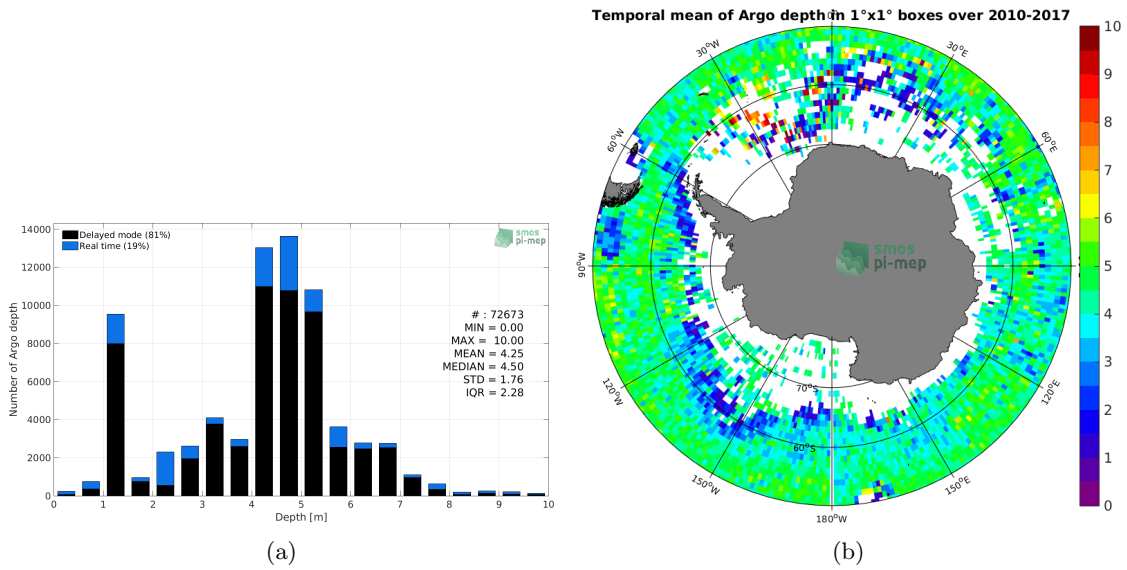 Delayed mode (81%)
Real time (19%)
smos
pi-mep
Number of Argo depth
14000
12000
10000
8000
6000
4000
2000
0
# : 72673
MIN = 0.00
MAX = 10.00
MEAN = 4.25
MEDIAN = 4.50
STD = 1.76
IQR = 2.28
0 1 2 3 4 5 6 7 8 9 10
Depth [m]
(a)
Temporal mean of Argo depth in 1°x1° boxes over 2010-2017
0°
30°W
30°E
60°W
60°E
90°W
smos
pi-mep
120°W
120°E
70°S
60°S
150°W
150°E
180°W
10
9
8
7
6
5
4
3
2
1
0
(b)